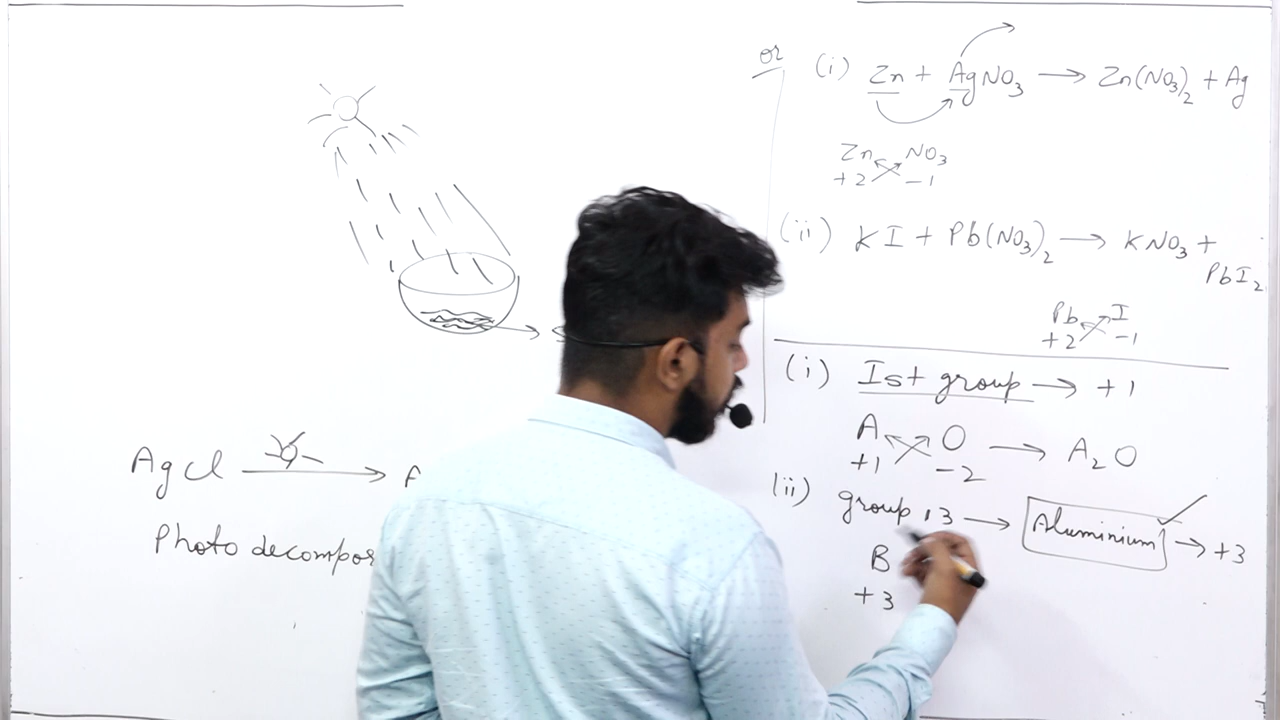 or (i) Zn + AgNO3 → Zn(NO3)2 + Ag
Zn NO3
+2 -1
(ii) KI + Pb(NO3)2 → KNO3 +
PbI2
Pb I
+2 -1
(i) Ist group → +1
A O → A2O
+1 -2
(ii) group 13 → Aluminium → +3
B
+3
AgCl →
Photo decompos